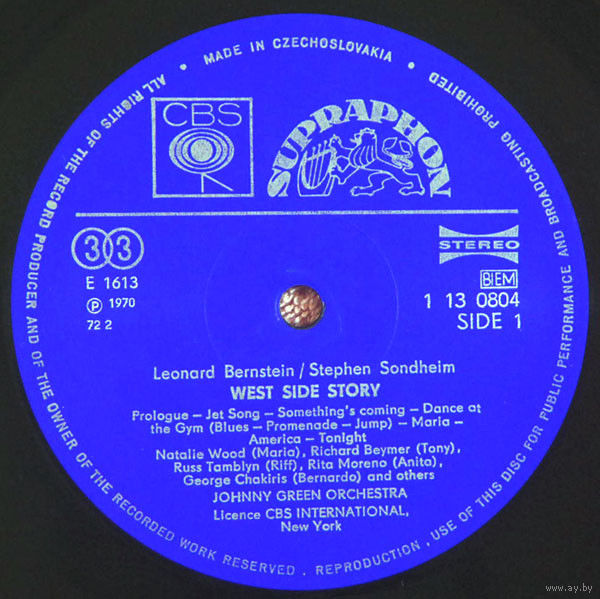 MADE IN CZECHOSLOVAKIA •
ALL RIGHTS OF THE RECORD PRODUCER AND OF THE OWNER OF THE RECORDED WORK RESERVED . REPRODUCTION , USE OF THIS DISC FOR PUBLIC PERFORMANCE AND BROADCASTING PROHIBITED •
CBS
SUPRAPHON
33
STEREO
E 1613
BIEM
Ⓟ 1970
1 13 0804
72 2
SIDE 1
Leonard Bernstein / Stephen Sondheim
WEST SIDE STORY
Prologue – Jet Song – Something's coming – Dance at
the Gym (Blues – Promenade – Jump) – Maria –
America – Tonight
Natalie Wood (Maria), Richard Beymer (Tony),
Russ Tamblyn (Riff), Rita Moreno (Anita),
George Chakiris (Bernardo) and others
JOHNNY GREEN ORCHESTRA
Licence CBS INTERNATIONAL,
New York
www.ay.by